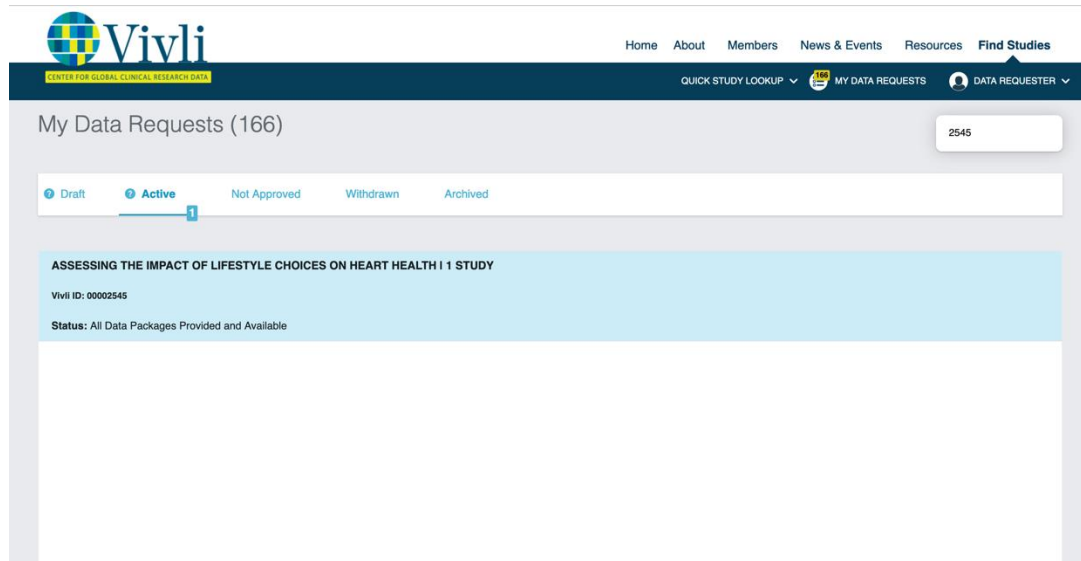 Vivli
CENTER FOR GLOBAL CLINICAL RESEARCH DATA
Home About Members News & Events Resources Find Studies
QUICK STUDY LOOKUP 166 MY DATA REQUESTS DATA REQUESTER
My Data Requests (166)
2545
? Draft ? Active Not Approved Withdrawn Archived
1
ASSESSING THE IMPACT OF LIFESTYLE CHOICES ON HEART HEALTH | 1 STUDY
Vivli ID: 00002545
Status: All Data Packages Provided and Available